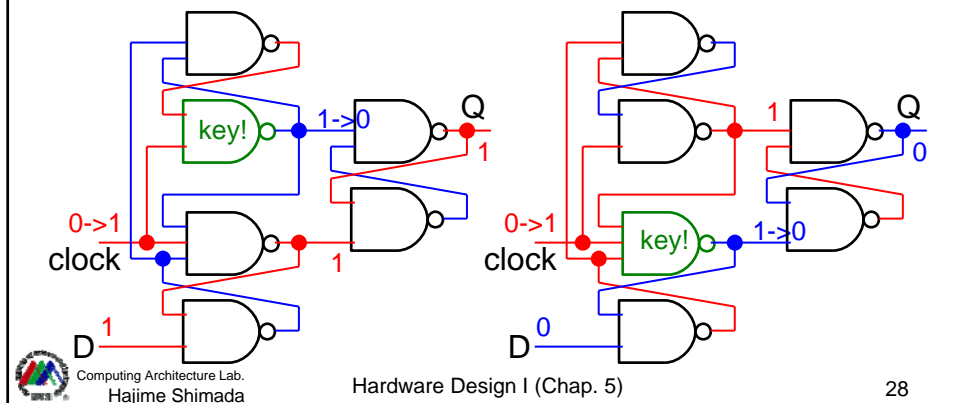 key!
1->0
Q
1
0->1
clock
1
D
1
1
Q
0
0->1
clock
key!
1->0
D
0
Computing Architecture Lab.
Hajime Shimada
Hardware Design I (Chap. 5)
28